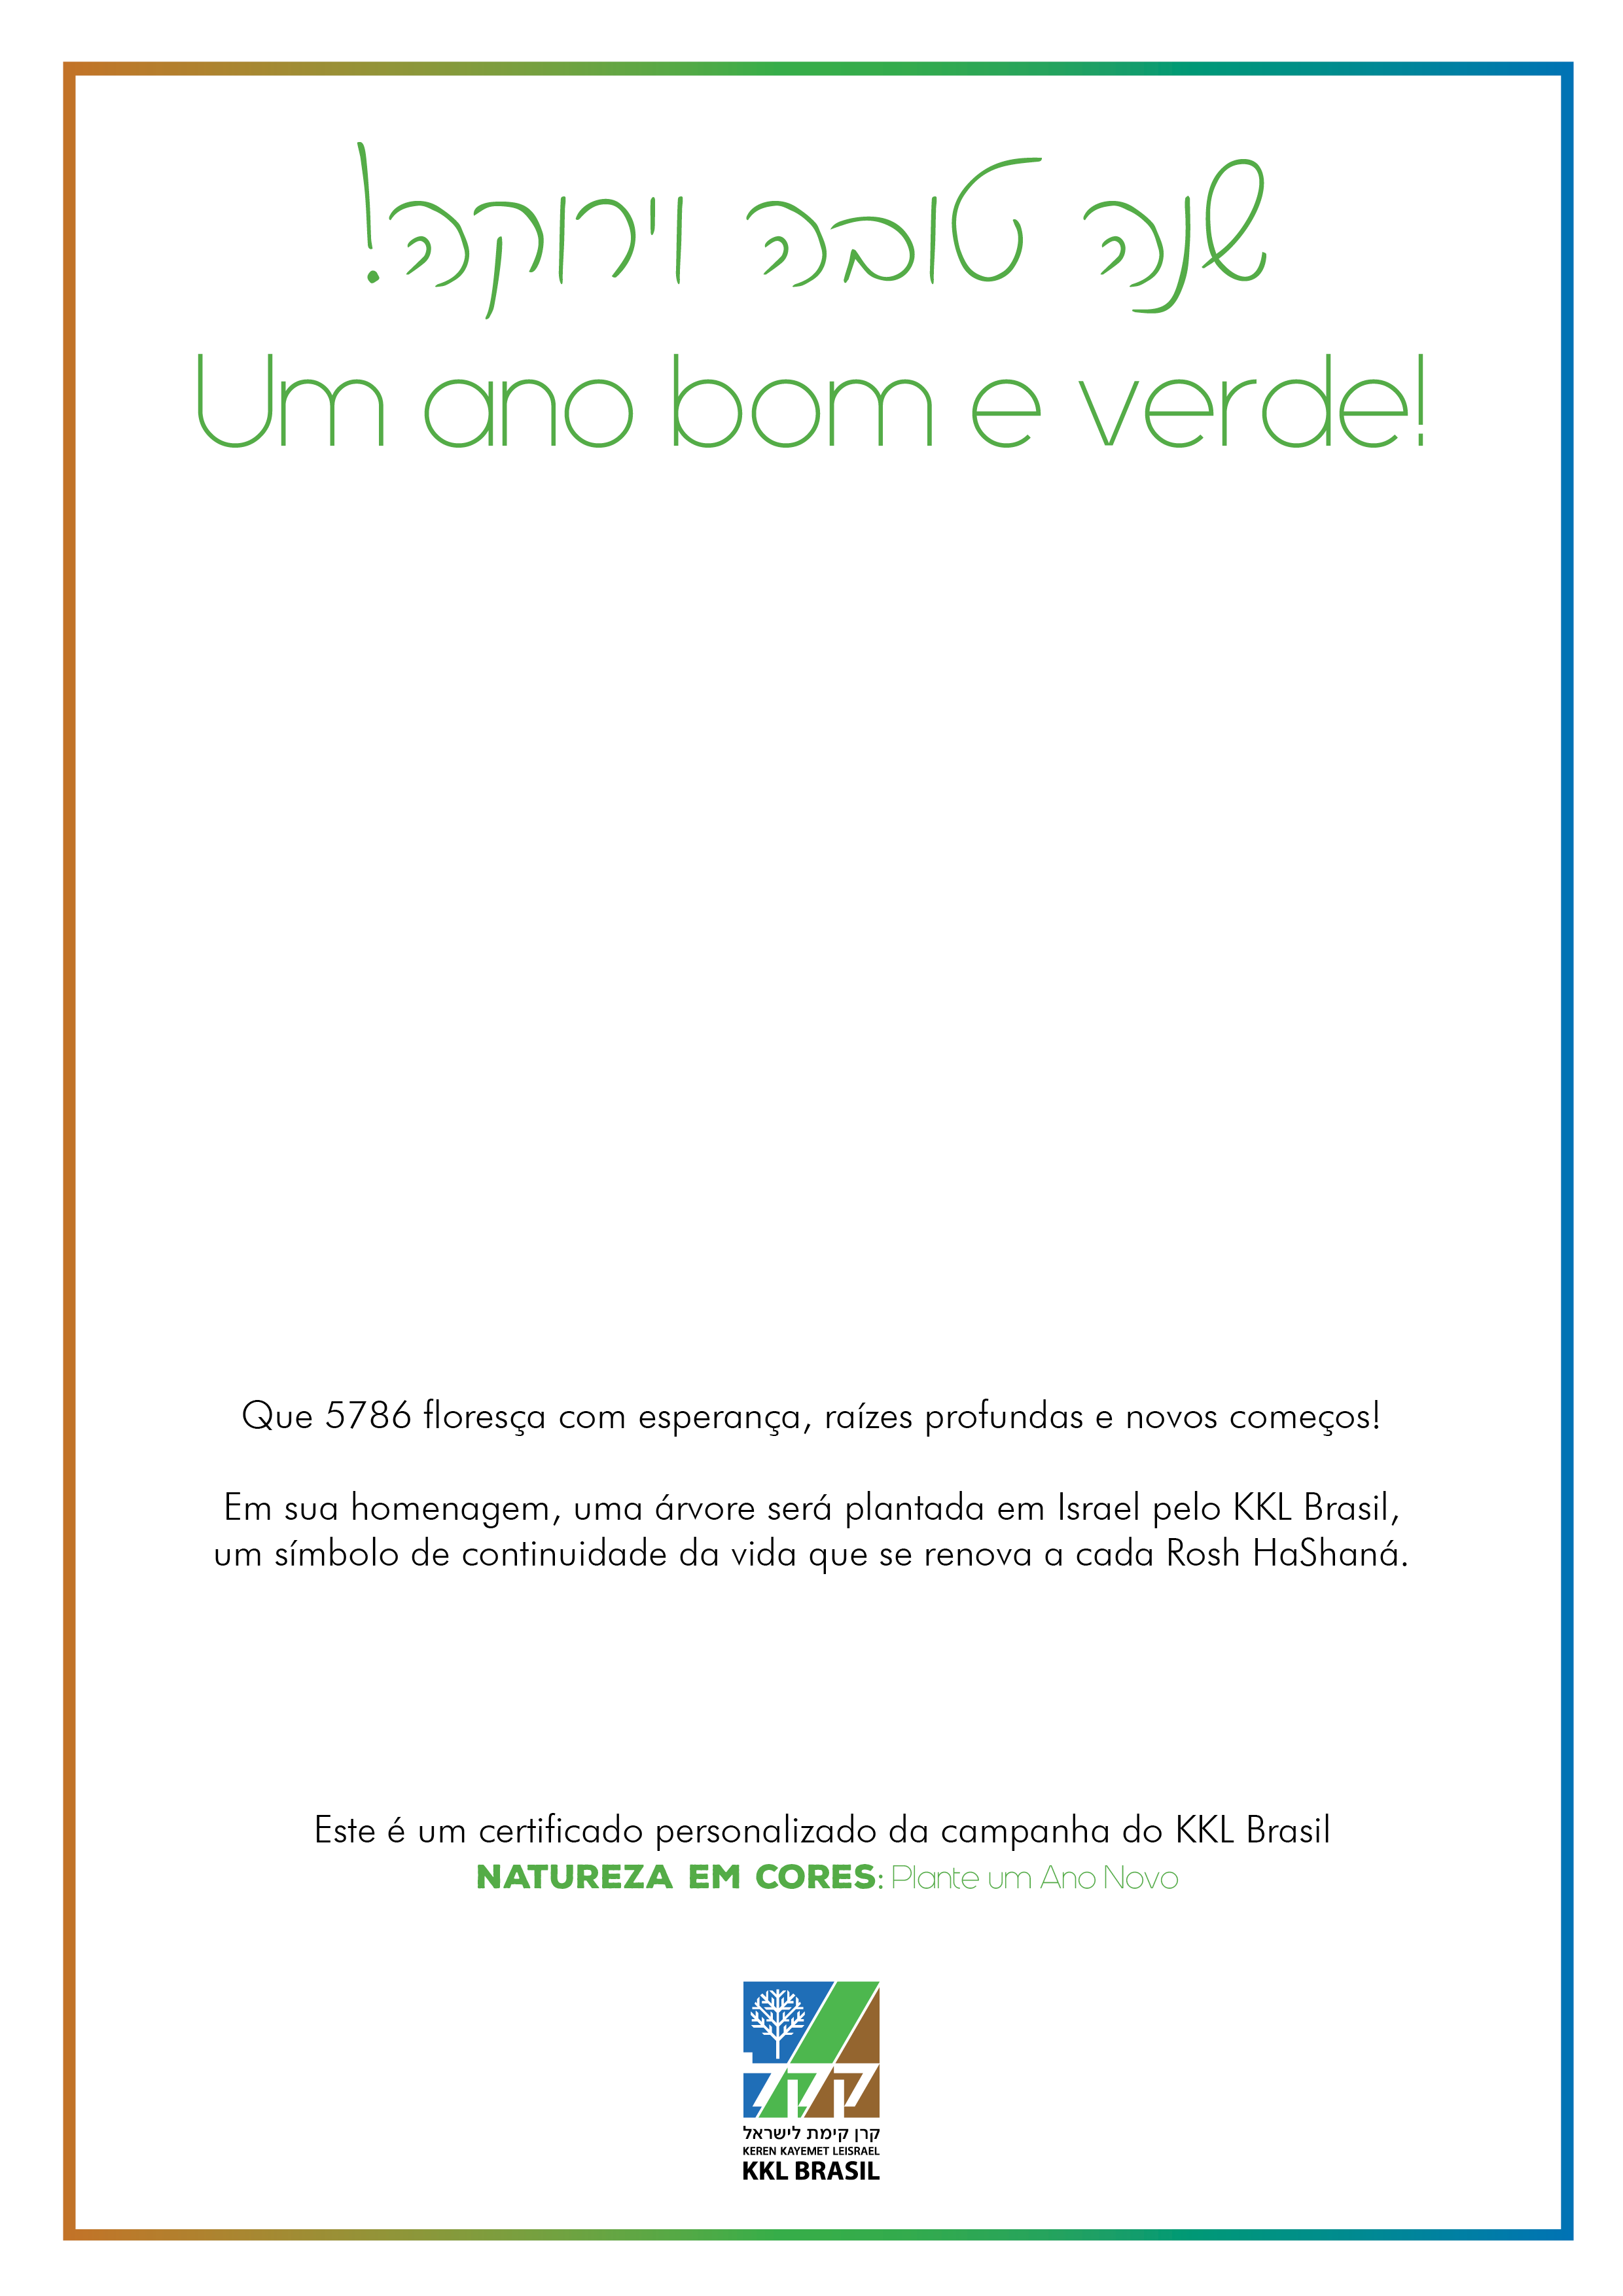 שנה טובה וירוקה!
Um ano bom e verde!
Que 5786 floresça com esperança, raízes profundas e novos começos!
Em sua homenagem, uma árvore será plantada em Israel pelo KKL Brasil,
um símbolo de continuidade da vida que se renova a cada Rosh HaShaná.
Este é um certificado personalizado da campanha do KKL Brasil
NATUREZA EM CORES: Plante um Ano Novo
קקל
קרן קימת לישראל
KEREN KAYEMET LEISRAEL
KKL BRASIL